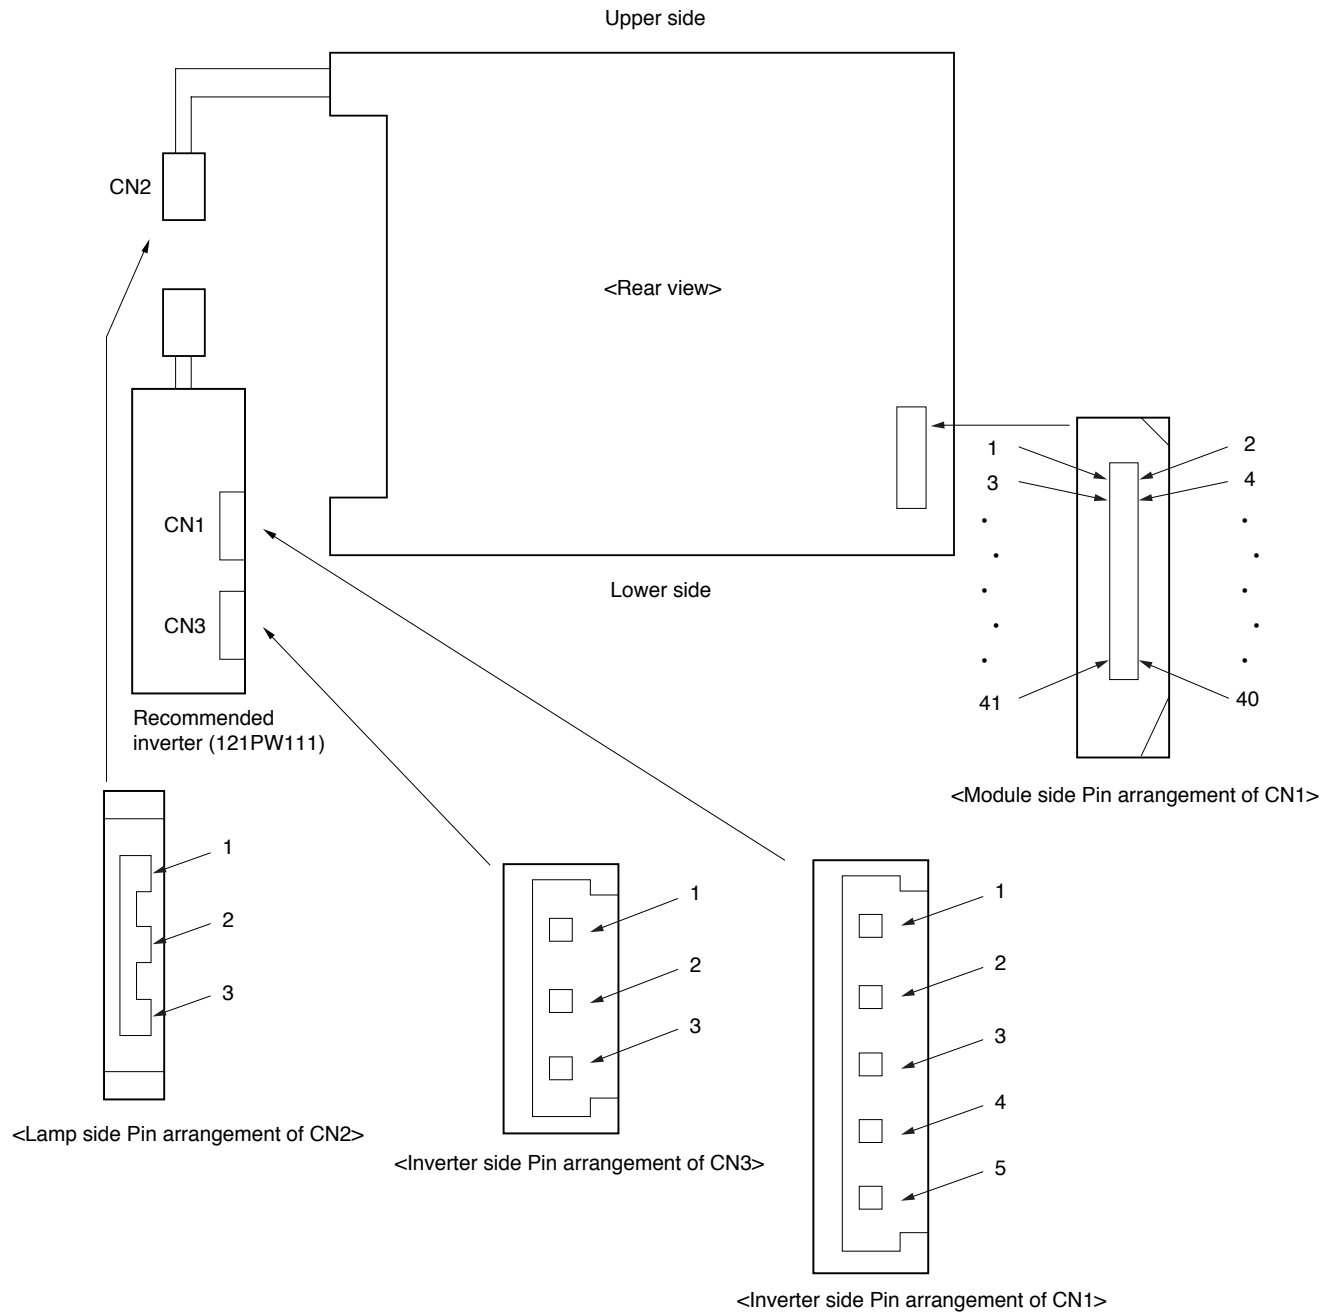 Upper side
CN2
<Rear view>
1
2
3
4
CN1
Lower side
CN3
41
40
Recommended
inverter (121PW111)
<Module side Pin arrangement of CN1>
1
2
3
<Lamp side Pin arrangement of CN2>
1
2
3
<Inverter side Pin arrangement of CN3>
1
2
3
4
5
<Inverter side Pin arrangement of CN1>